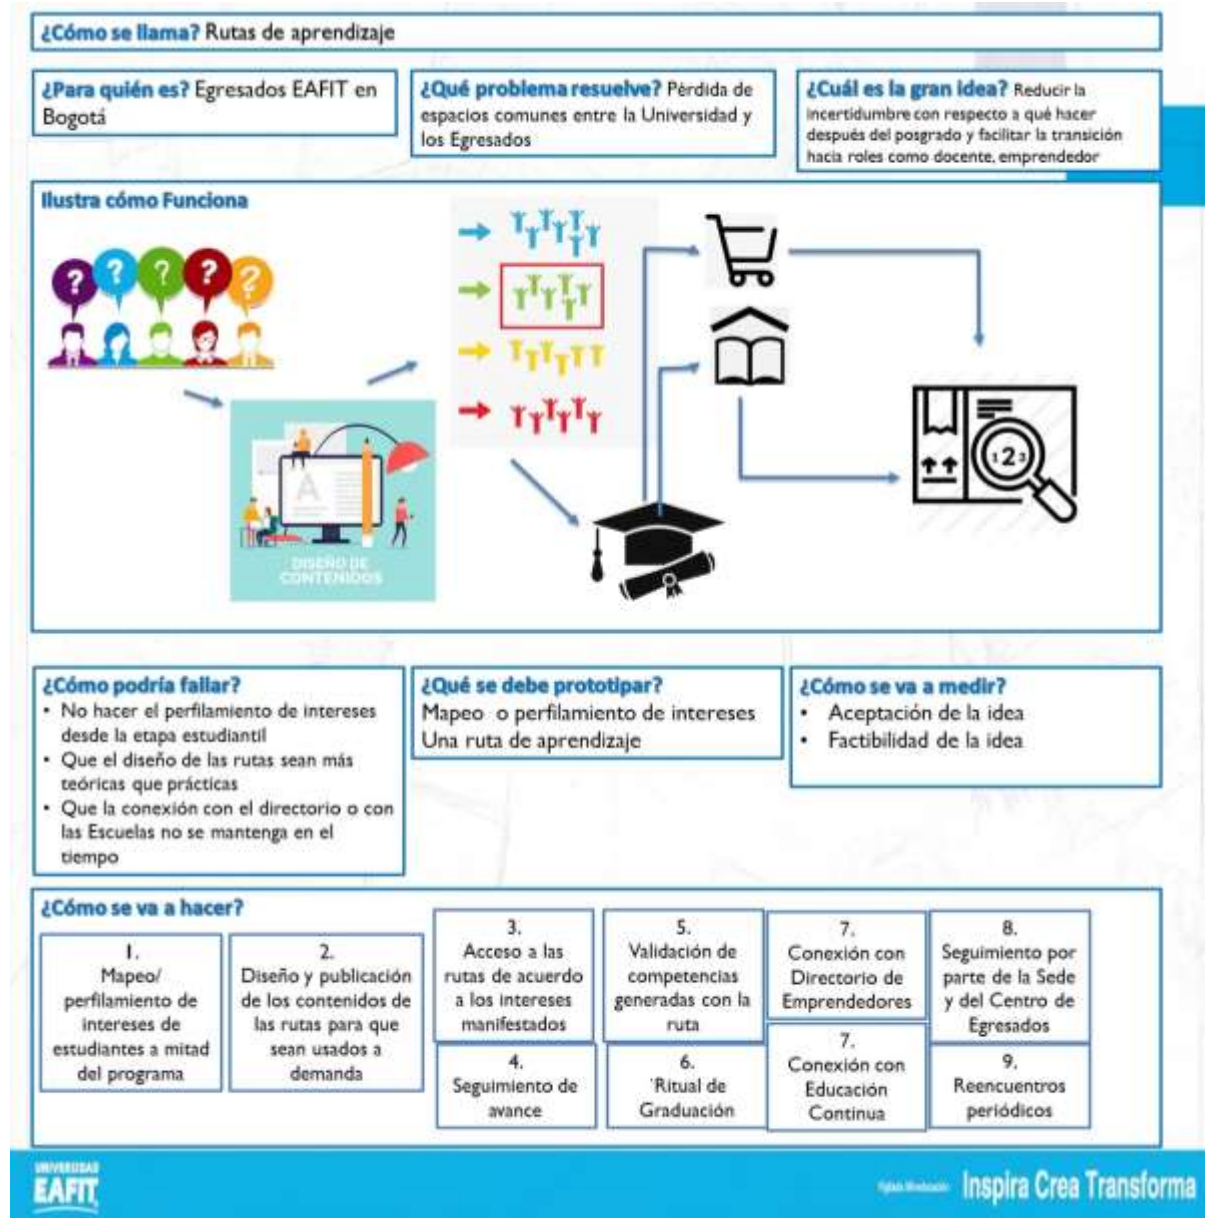 ¿Cómo se llama? Rutas de aprendizaje
¿Para quién es? Egresados EAFIT en
Bogotá
¿Qué problema resuelve? Pérdida de
espacios comunes entre la Universidad y
los Egresados
¿Cuál es la gran idea? Reducir la
incertidumbre con respecto a qué hacer
después del posgrado y facilitar la transición
hacia roles como docente, emprendedor
Ilustra cómo Funciona
? ? ? ? ?
A
DISEÑO DE
CONTENIDOS
123
¿Cómo podría fallar?
• No hacer el perfilamiento de intereses
desde la etapa estudiantil
• Que el diseño de las rutas sean más
teóricas que prácticas
• Que la conexión con el directorio o con
las Escuelas no se mantenga en el
tiempo
¿Qué se debe prototipar?
Mapeo o perfilamiento de intereses
Una ruta de aprendizaje
¿Cómo se va a medir?
• Aceptación de la idea
• Factibilidad de la idea
¿Cómo se va a hacer?
1.
Mapeo/
perfilamiento de
intereses de
estudiantes a mitad
del programa
2.
Diseño y publicación
de los contenidos de
las rutas para que
sean usados a
demanda
3.
Acceso a las
rutas de acuerdo
a los intereses
manifestados
4.
Seguimiento de
avance
5.
Validación de
competencias
generadas con la
ruta
6.
'Ritual de
Graduación
7.
Conexión con
Directorio de
Emprendedores
7.
Conexión con
Educación
Continua
8.
Seguimiento por
parte de la Sede
y del Centro de
Egresados
9.
Reencuentros
periódicos
UNIVERSIDAD
EAFIT
Inspira Crea Transforma